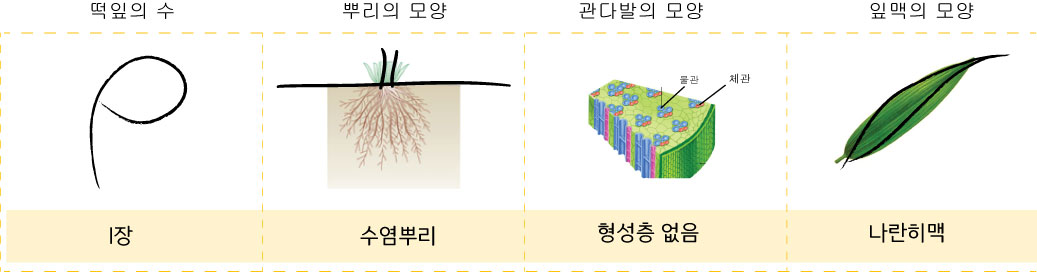 떡잎의 수
뿌리의 모양
관다발의 모양
잎맥의 모양
물관
체관
1장
수염뿌리
형성층 없음
나란히맥